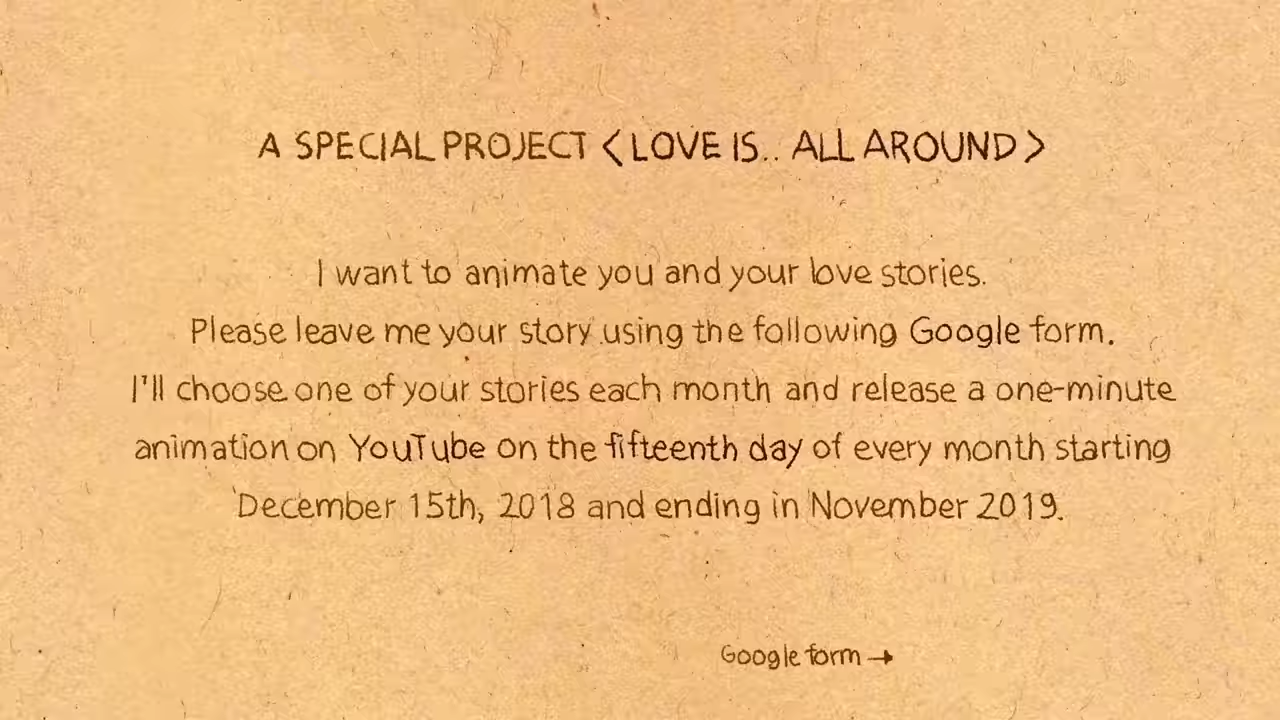 A SPECIAL PROJECT <LOVE IS.. ALL AROUND>
I want to animate you and your love stories.
Please leave me your story using the following Google form.
I'll choose one of your stories each month and release a one-minute
animation on YouTube on the fifteenth day of every month starting
December 15th, 2018 and ending in November 2019.
Google form →